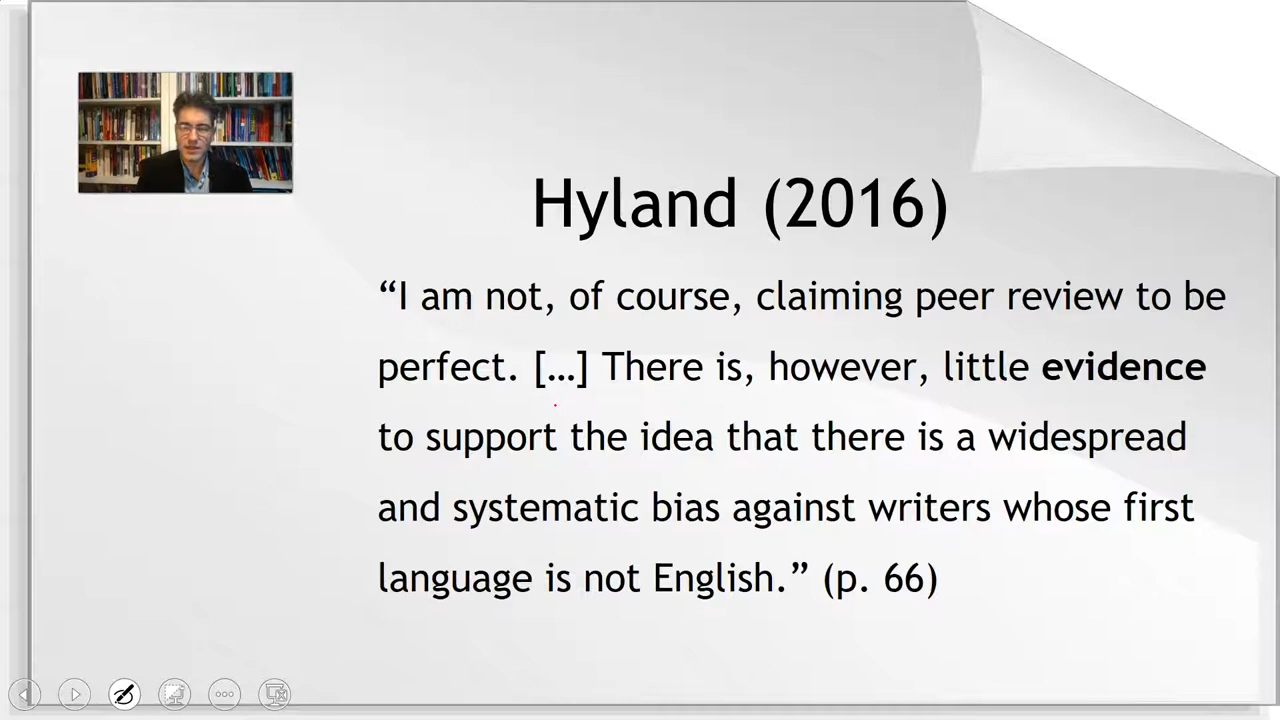 Hyland (2016)
“I am not, of course, claiming peer review to be
perfect. […] There is, however, little evidence
to support the idea that there is a widespread
and systematic bias against writers whose first
language is not English.” (p. 66)